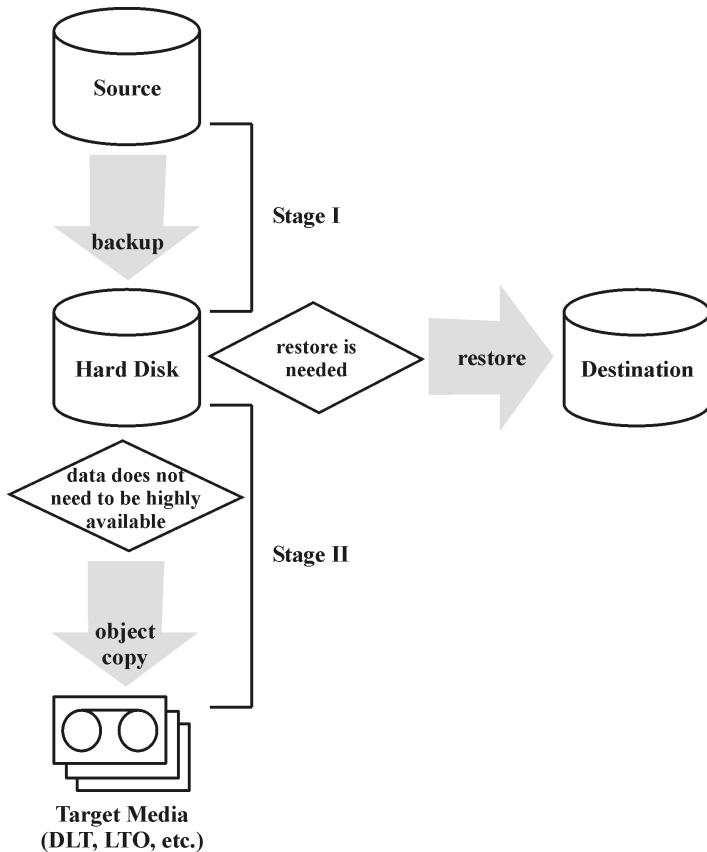 Source
Stage I
backup
Hard Disk
restore is
needed
restore
Destination
data does not
need to be highly
available
Stage II
object
copy
Target Media
(DLT, LTO, etc.)